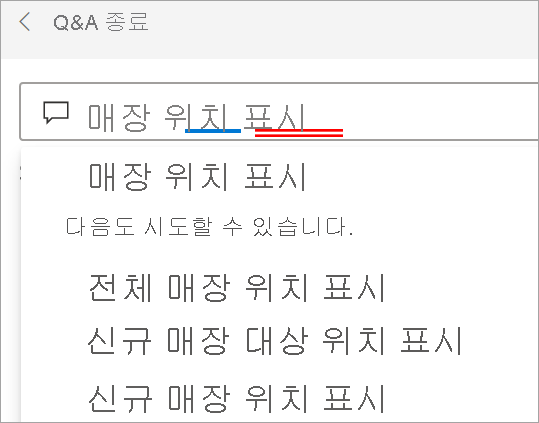 Q&A 종료
매장 위치 표시
매장 위치 표시
다음도 시도할 수 있습니다.
전체 매장 위치 표시
신규 매장 대상 위치 표시
신규 매장 위치 표시